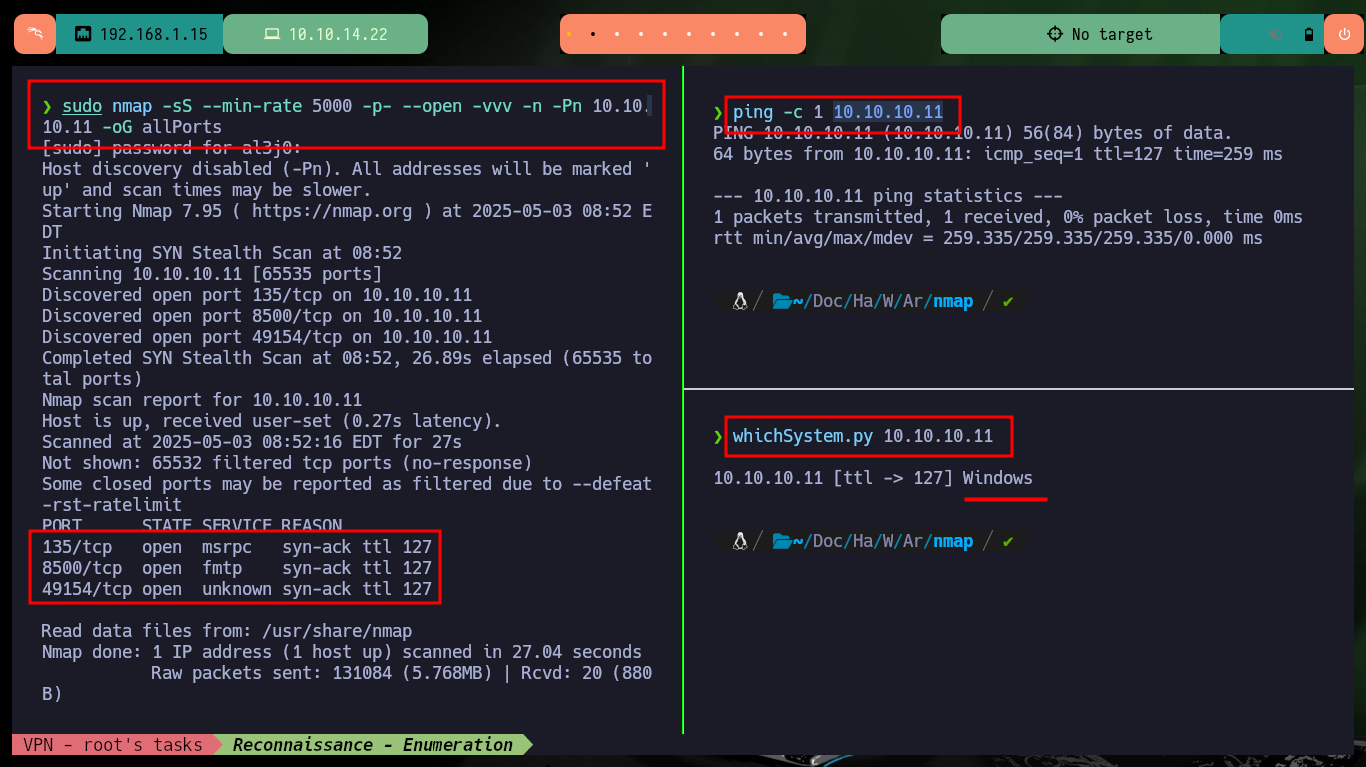 192.168.1.15
10.10.14.22
No target
❯ sudo nmap -sS --min-rate 5000 -p- --open -vvv -n -Pn 10.10.
10.11 -oG allPorts
[sudo] password for al3j0:
Host discovery disabled (-Pn). All addresses will be marked '
up' and scan times may be slower.
Starting Nmap 7.95 ( https://nmap.org ) at 2025-05-03 08:52 E
DT
Initiating SYN Stealth Scan at 08:52
Scanning 10.10.10.11 [65535 ports]
Discovered open port 135/tcp on 10.10.10.11
Discovered open port 8500/tcp on 10.10.10.11
Discovered open port 49154/tcp on 10.10.10.11
Completed SYN Stealth Scan at 08:52, 26.89s elapsed (65535 to
tal ports)
Nmap scan report for 10.10.10.11
Host is up, received user-set (0.27s latency).
Scanned at 2025-05-03 08:52:16 EDT for 27s
Not shown: 65532 filtered tcp ports (no-response)
Some closed ports may be reported as filtered due to --defeat
-rst-ratelimit
PORT      STATE SERVICE REASON
135/tcp   open  msrpc   syn-ack ttl 127
8500/tcp  open  fmtp    syn-ack ttl 127
49154/tcp open  unknown syn-ack ttl 127
Read data files from: /usr/share/nmap
Nmap done: 1 IP address (1 host up) scanned in 27.04 seconds
Raw packets sent: 131084 (5.768MB) | Rcvd: 20 (880
B)
❯ ping -c 1 10.10.10.11
PING 10.10.10.11 (10.10.10.11) 56(84) bytes of data.
64 bytes from 10.10.10.11: icmp_seq=1 ttl=127 time=259 ms
--- 10.10.10.11 ping statistics ---
1 packets transmitted, 1 received, 0% packet loss, time 0ms
rtt min/avg/max/mdev = 259.335/259.335/259.335/0.000 ms
/ ~/Doc/Ha/W/Ar/nmap / ✔
❯ whichSystem.py 10.10.10.11
10.10.10.11 [ttl -> 127] Windows
/ ~/Doc/Ha/W/Ar/nmap / ✔
VPN - root's tasks
Reconnaissance - Enumeration